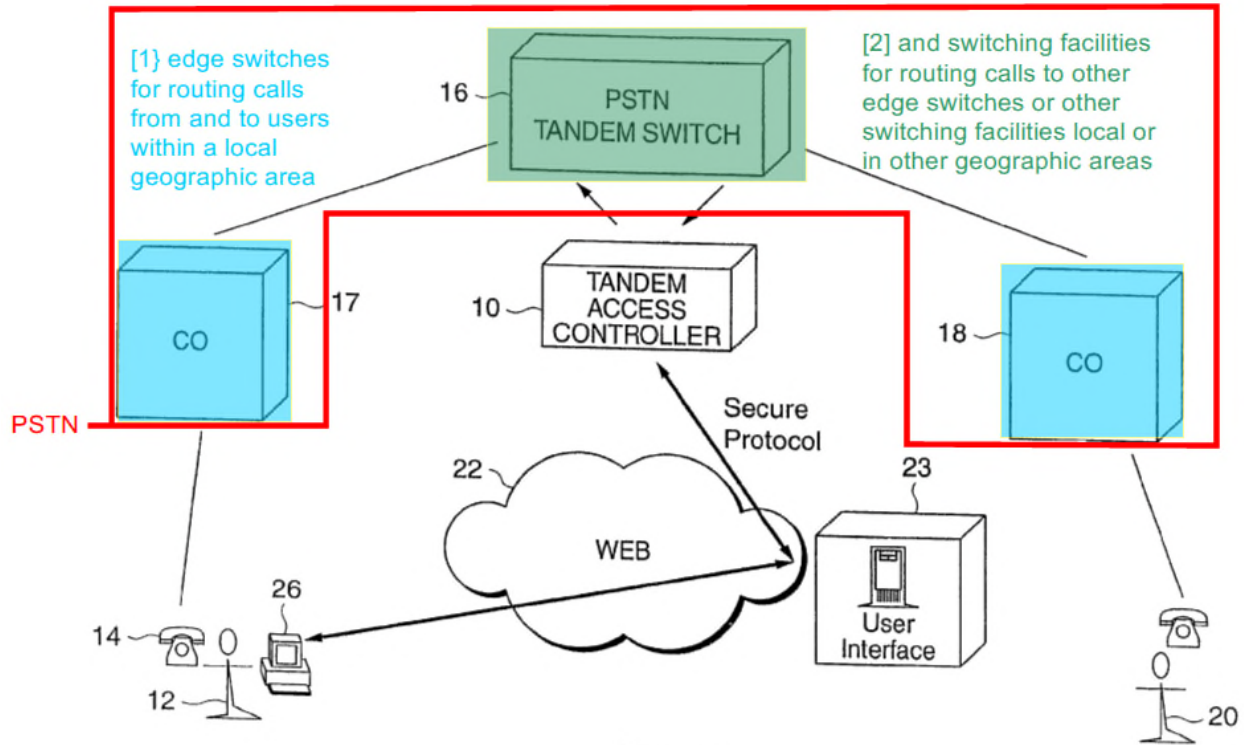 [1} edge switches
for routing calls
from and to users
within a local
geographic area
16
PSTN
TANDEM SWITCH
[2] and switching facilities
for routing calls to other
edge switches or other
switching facilities local or
in other geographic areas
17
CO
10
TANDEM
ACCESS
CONTROLLER
18
CO
PSTN
Secure
Protocol
22
WEB
23
User
Interface
26
14
12
20